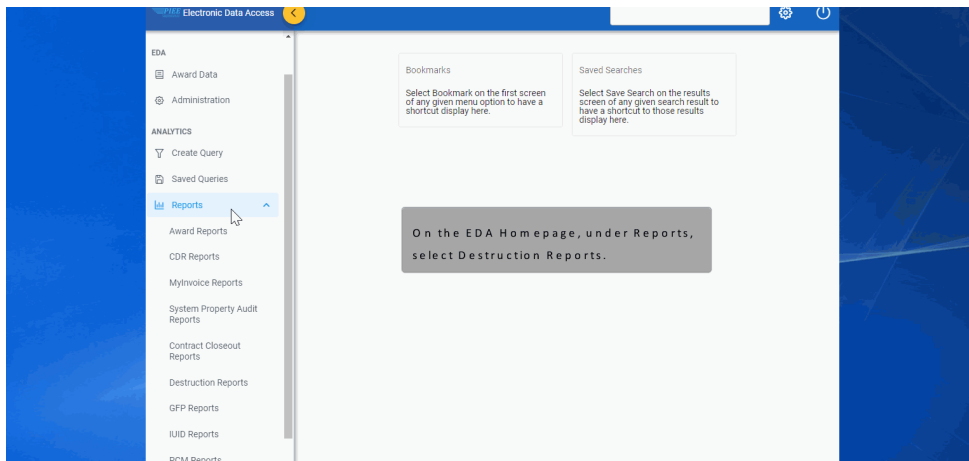 PIEE Electronic Data Access
EDA
Award Data
Administration
ANALYTICS
Create Query
Saved Queries
Reports
Award Reports
CDR Reports
MyInvoice Reports
System Property Audit
Reports
Contract Closeout
Reports
Destruction Reports
GFP Reports
IUID Reports
PCM Reports
Bookmarks
Select Bookmark on the first screen
of any given menu option to have a
shortcut display here.
Saved Searches
Select Save Search on the results
screen of any given search result to
have a shortcut to those results
display here.
On the EDA Homepage, under Reports,
select Destruction Reports.